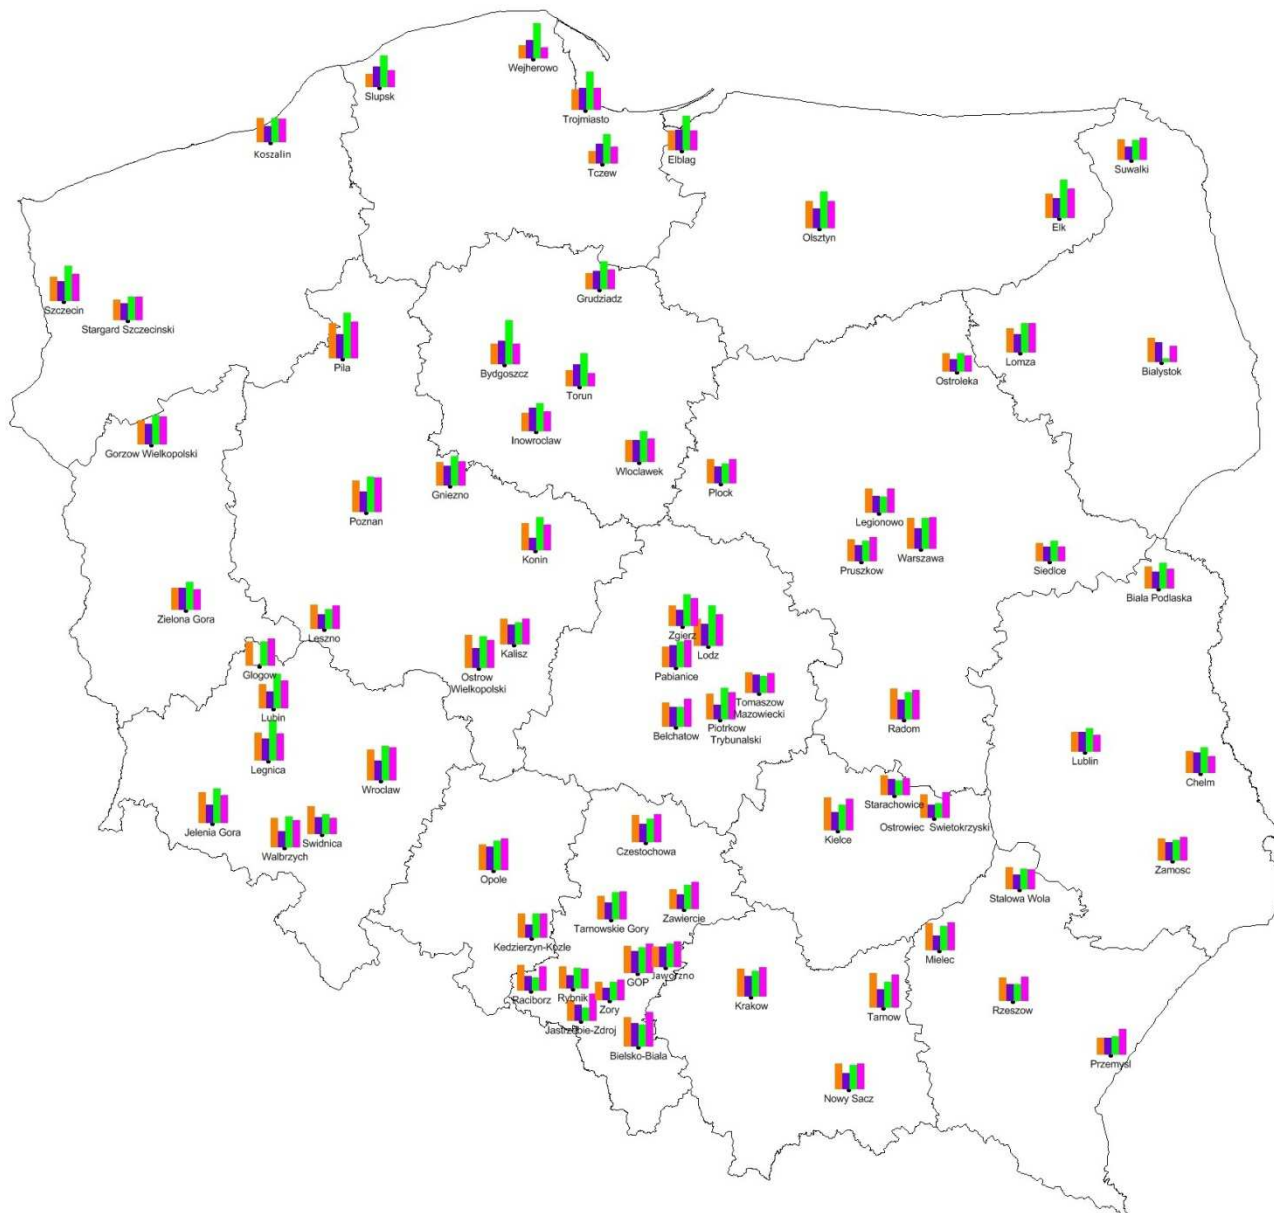 Wejherowo
Slupsk
Trojmiasto
Koszalin
Elblag
Tczew
Suwalki
Elk
Olsztyn
Grudziadz
Szczecin
Stargard Szczecinski
Lomza
Bialystok
Pila
Bydgoszcz
Ostroleka
Torun
Inowroclaw
Gorzow Wielkopolski
Wloclawek
Plock
Gniezno
Poznan
Legionowo
Konin
Warszawa
Pruszkow
Siedlce
Biala Podlaska
Zielona Gora
Leszno
Zgierz
Kalisz
Lodz
Ostrow
Wielkopolski
Glogow
Pabianice
Tomaszow
Mazowiecki
Lubin
Belchatow
Piotrkow
Trybunalski
Radom
Lublin
Legnica
Chelm
Wroclaw
Starachowice
Ostrowiec Swietokrzyski
Jelenia Gora
Swidnica
Kielce
Walbrzych
Czestochowa
Zamosc
Opole
Stalowa Wola
Zawiercie
Tarnowskie Gory
Kedzierzyn-Kozle
Mielec
Jaworzno
GOP
Raciborz
Rybnik
Zory
Krakow
Tarnow
Rzeszow
Jastrzebie-Zdroj
Bielsko-Biala
Przemysl
Nowy Sacz